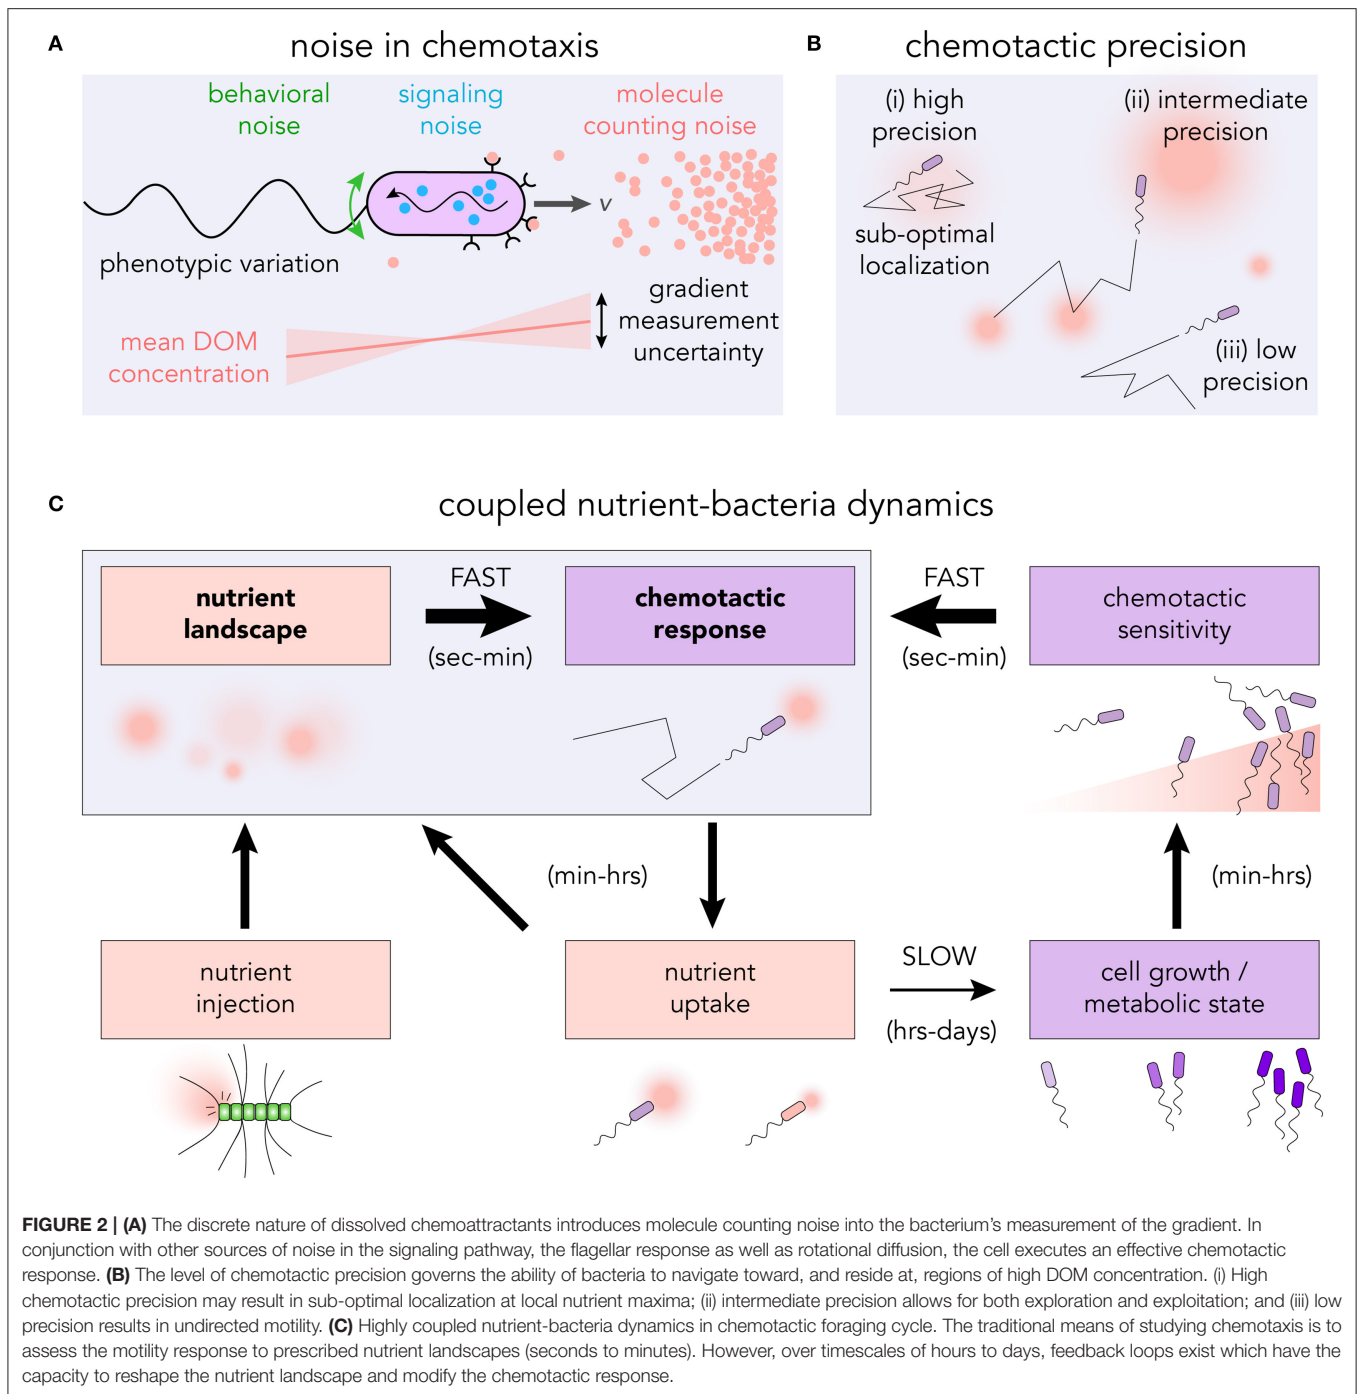 A
noise in chemotaxis
behavioral
noise
signaling
noise
molecule
counting noise
v
phenotypic variation
mean DOM
concentration
gradient
measurement
uncertainty
B
chemotactic precision
(i) high
precision
sub-optimal
localization
(ii) intermediate
precision
(iii) low
precision
C
coupled nutrient-bacteria dynamics
nutrient
landscape
FAST
(sec-min)
chemotactic
response
FAST
(sec-min)
chemotactic
sensitivity
(min-hrs)
(min-hrs)
nutrient
injection
nutrient
uptake
SLOW
(hrs-days)
cell growth /
metabolic state
FIGURE 2 | (A) The discrete nature of dissolved chemoattractants introduces molecule counting noise into the bacterium's measurement of the gradient. In
conjunction with other sources of noise in the signaling pathway, the flagellar response as well as rotational diffusion, the cell executes an effective chemotactic
response. (B) The level of chemotactic precision governs the ability of bacteria to navigate toward, and reside at, regions of high DOM concentration. (i) High
chemotactic precision may result in sub-optimal localization at local nutrient maxima; (ii) intermediate precision allows for both exploration and exploitation; and (iii) low
precision results in undirected motility. (C) Highly coupled nutrient-bacteria dynamics in chemotactic foraging cycle. The traditional means of studying chemotaxis is to
assess the motility response to prescribed nutrient landscapes (seconds to minutes). However, over timescales of hours to days, feedback loops exist which have the
capacity to reshape the nutrient landscape and modify the chemotactic response.